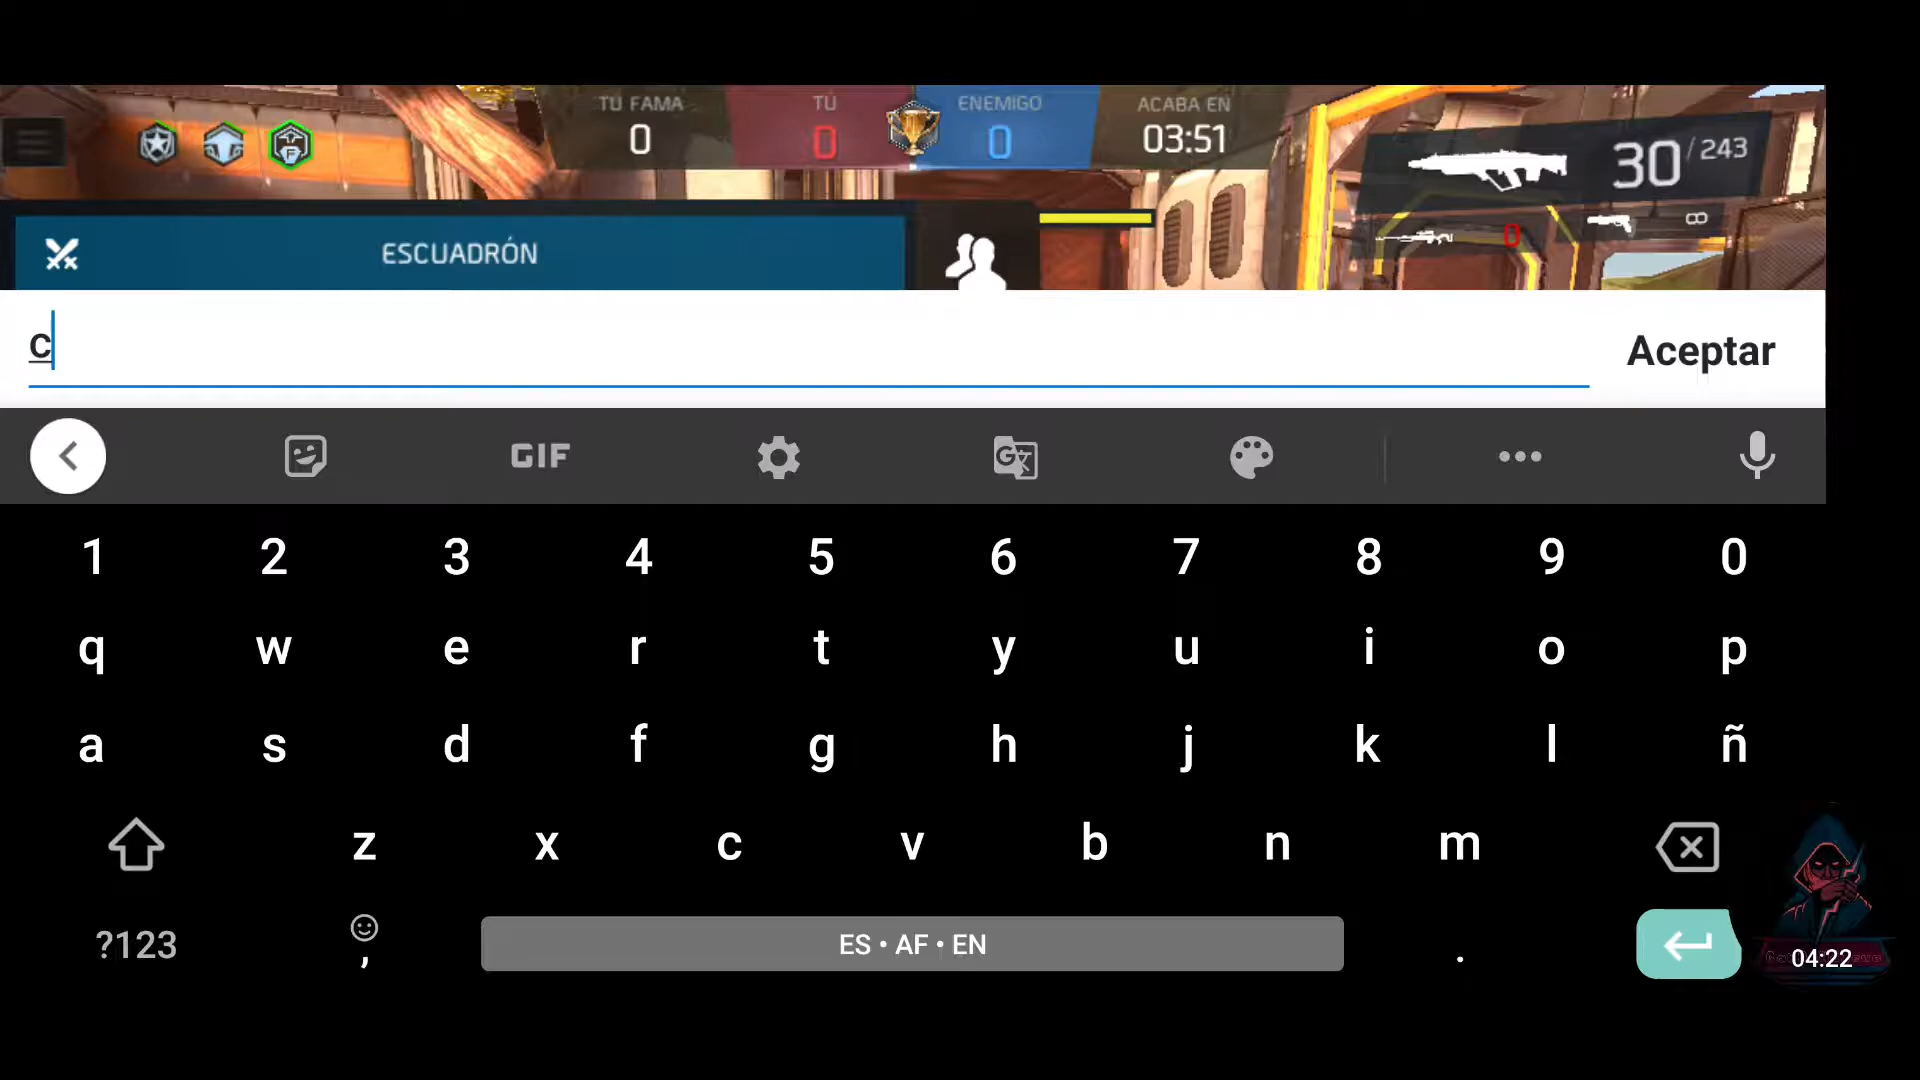 TU FAMA
0
TÚ
0
ENEMIGO
0
ACABA EN
03:51
30/243
0
∞
ESCUADRÓN
c
Aceptar
GIF
1 2 3 4 5 6 7 8 9 0
q w e r t y u i o p
a s d f g h j k l ñ
z x c v b n m
?123
,
ES • AF • EN
.
04:22